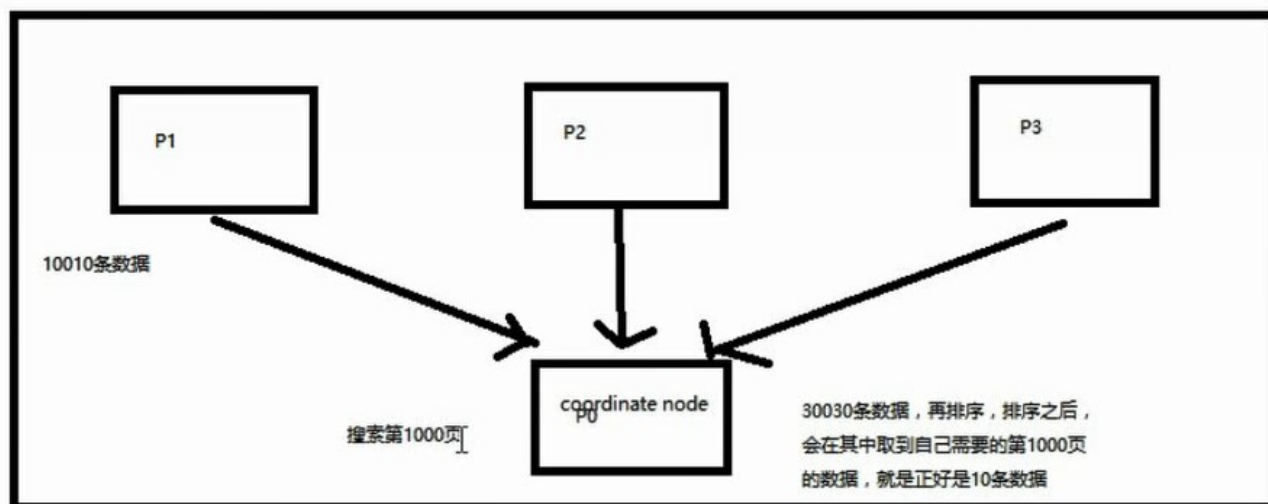 P1
P2
P3
10010条数据
coordinate node
P0
搜索第1000页
30030条数据，再排序，排序之后，
会在其中取到自己需要的第1000页
的数据，就是正好是10条数据